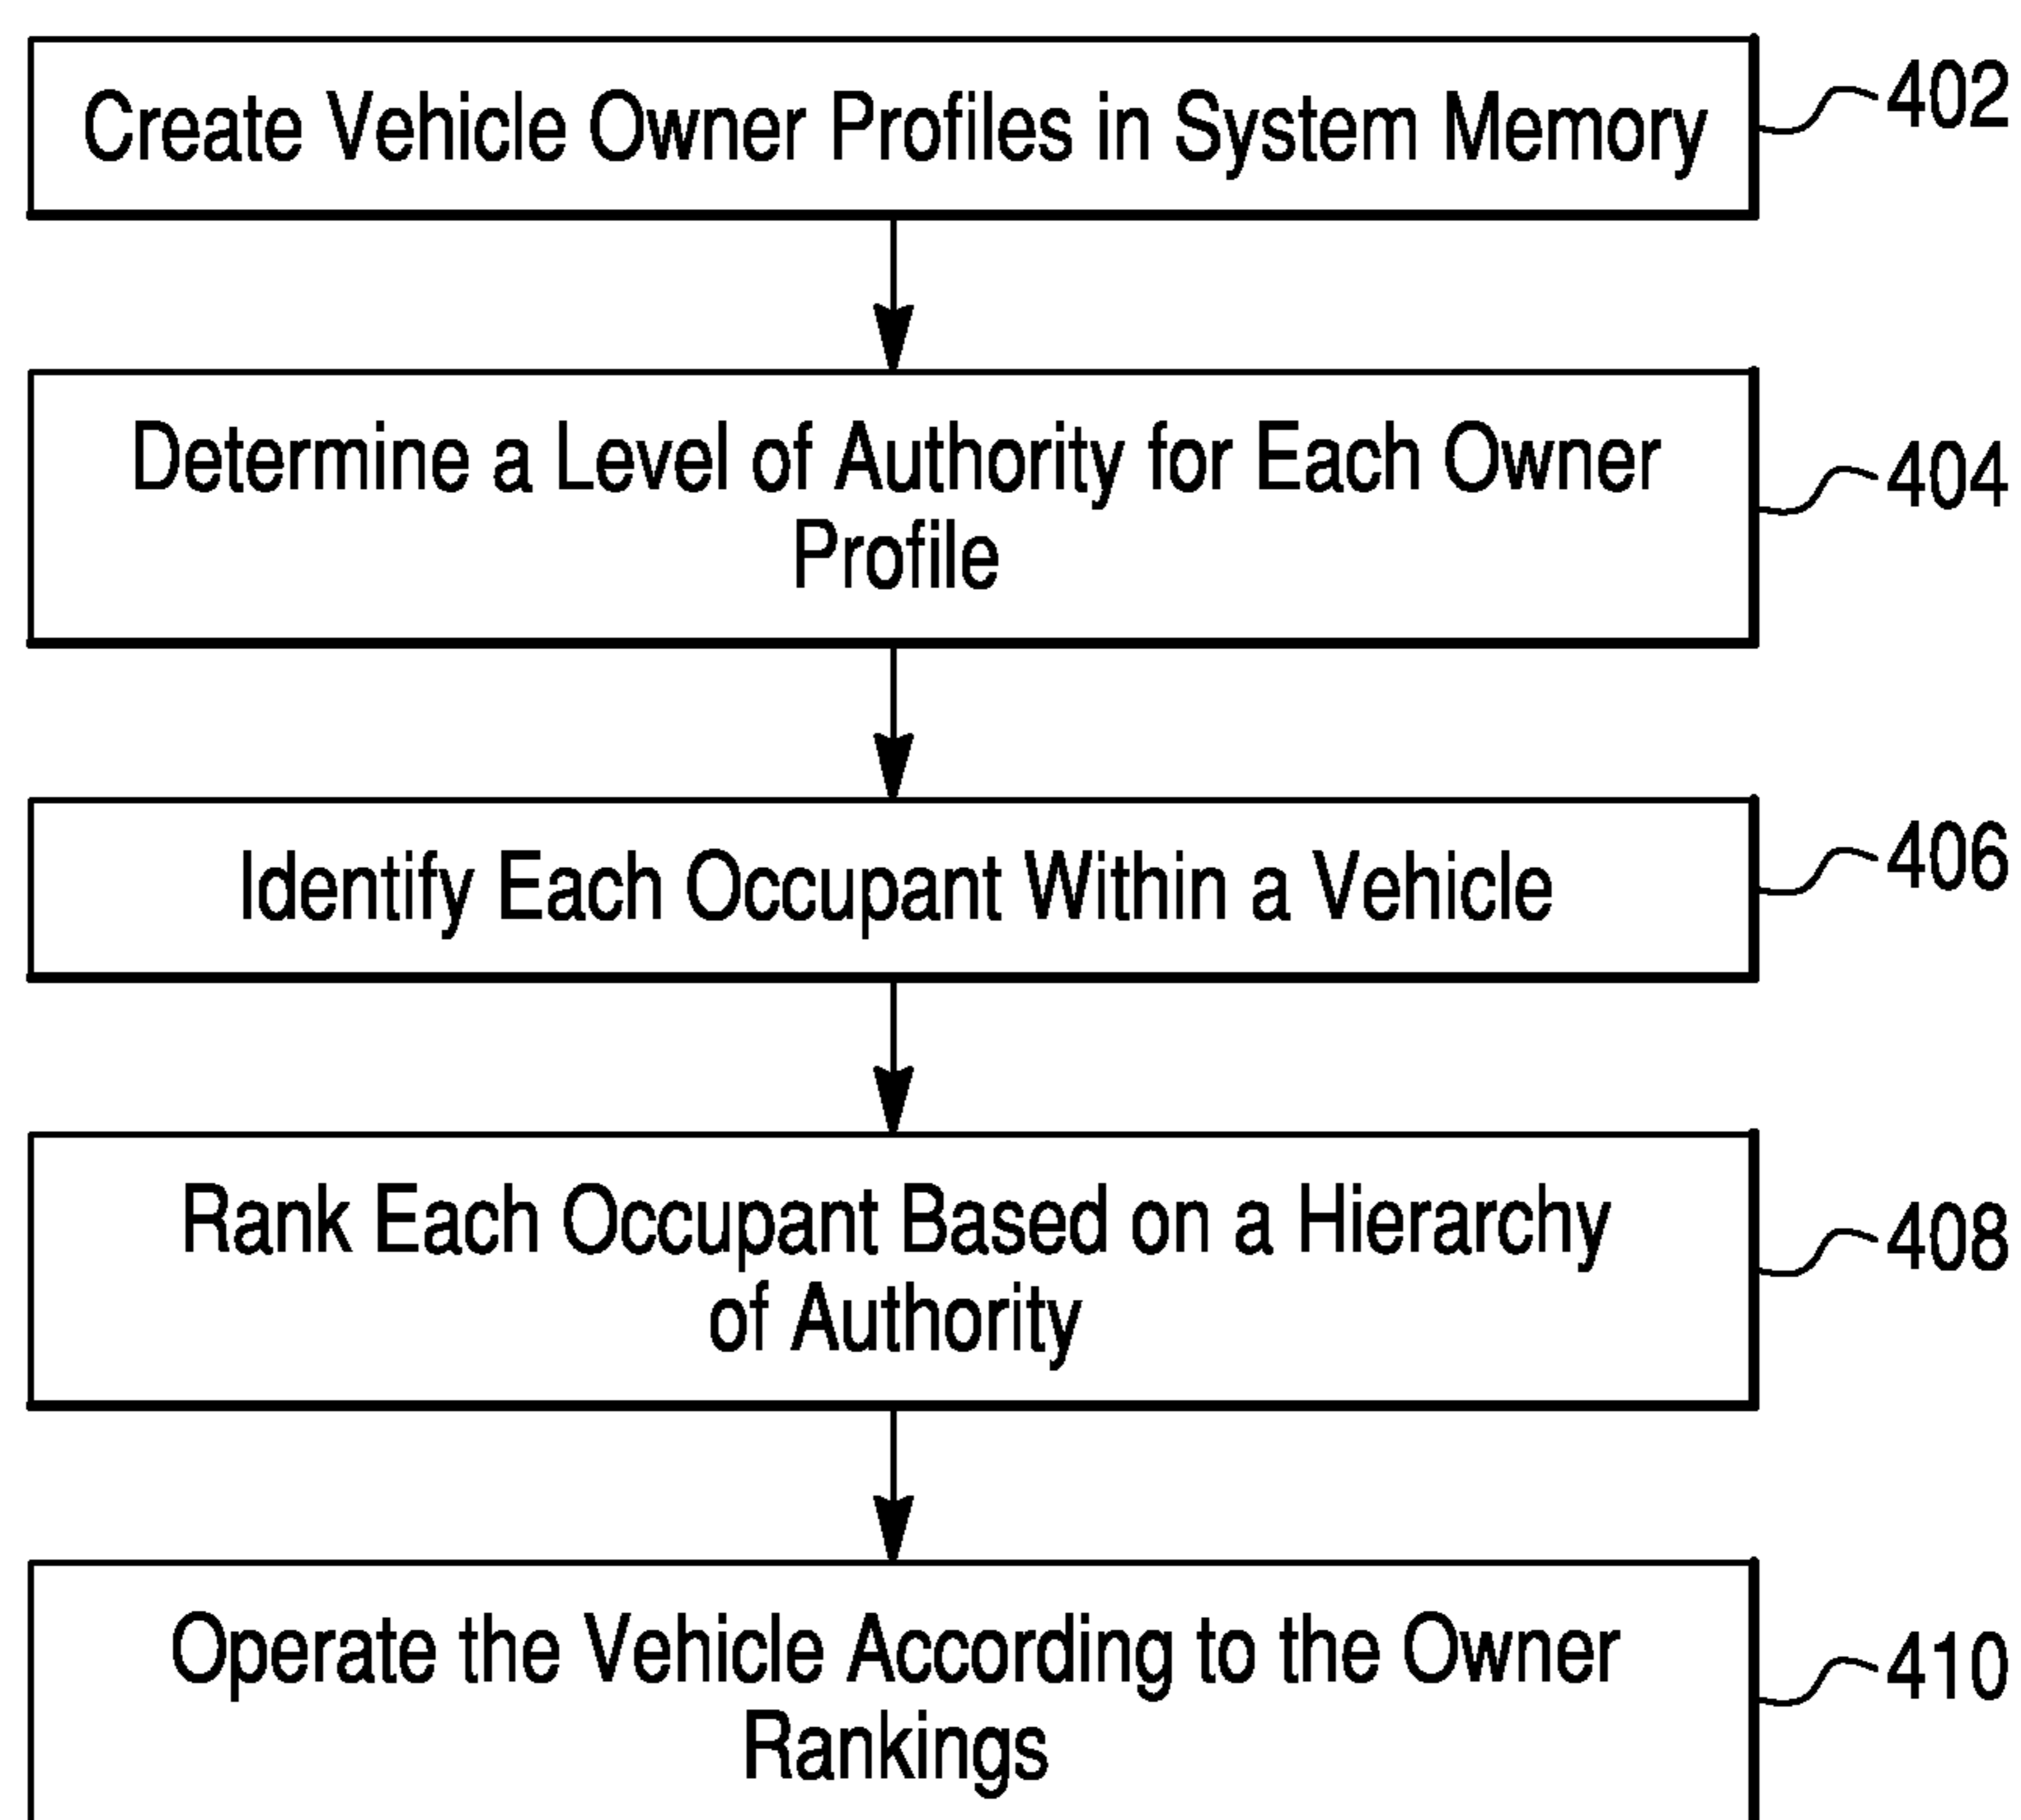 Create Vehicle Owner Profiles in System Memory
402
Determine a Level of Authority for Each Owner
Profile
404
Identify Each Occupant Within a Vehicle
406
Rank Each Occupant Based on a Hierarchy
of Authority
408
Operate the Vehicle According to the Owner
Rankings
410